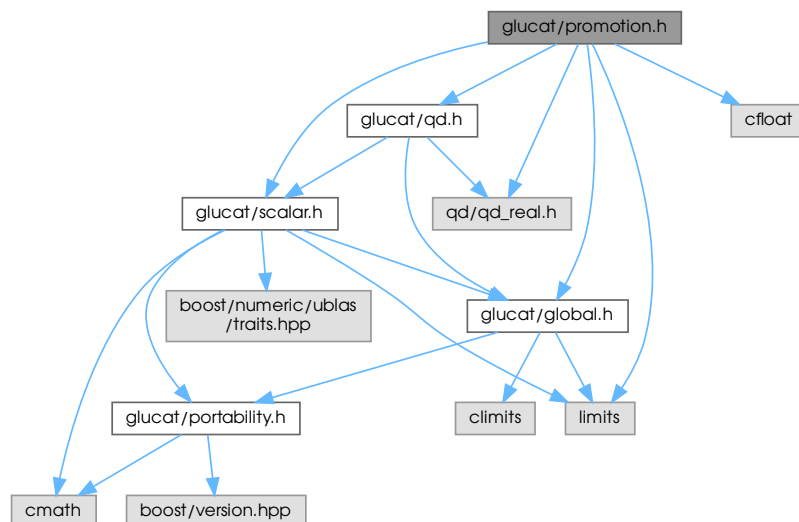 glucat/promotion.h
glucat/qd.h
cfloat
glucat/scalar.h
qd/qd_real.h
boost/numeric/ublas
/traits.hpp
glucat/global.h
glucat/portability.h
climits
limits
cmath
boost/version.hpp